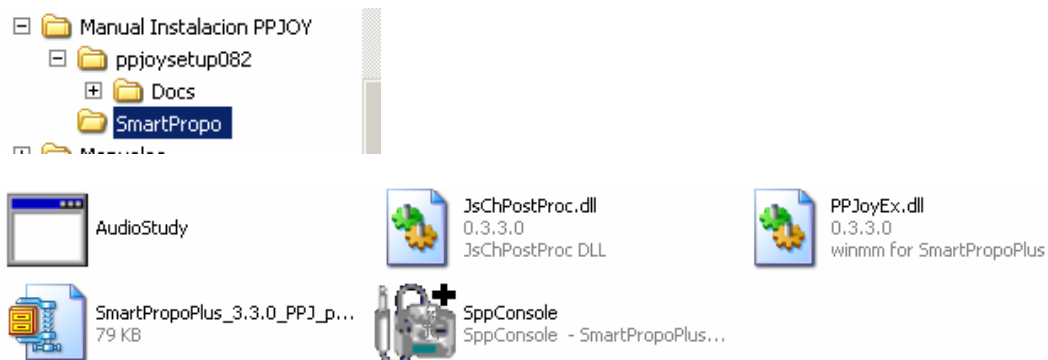 Manual Instalacion PPJOY
ppjoysetup082
Docs
SmartPropo
Manuales
AudioStudy
JsChPostProc.dll
0.3.3.0
JsChPostProc DLL
PPJoyEx.dll
0.3.3.0
winmm for SmartPropoPlus
SmartPropoPlus_3.3.0_PPJ_p...
79 KB
SppConsole
SppConsole - SmartPropoPlus...